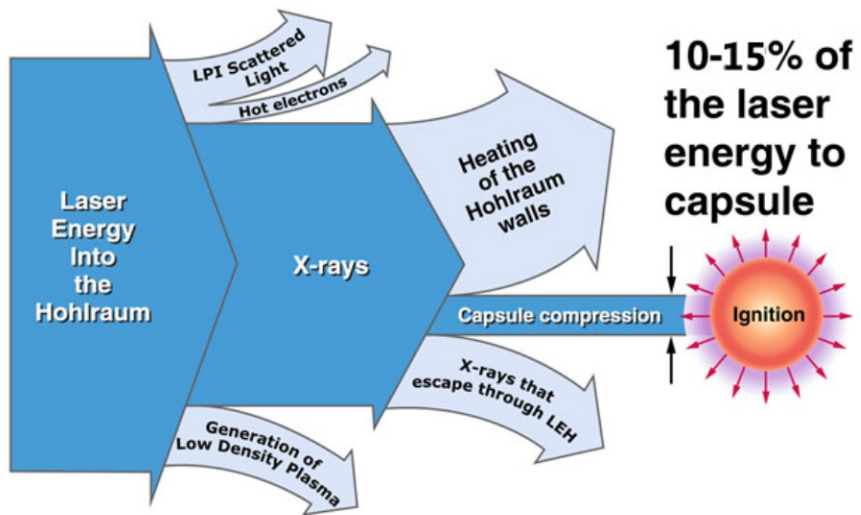 LPI Scattered
Light
Hot electrons
Laser
Energy
Into
the
Hohlraum
X-rays
Heating
of the
Hohlraum
walls
Capsule compression
X-rays that
escape through LEH
Generation of
Low Density Plasma
10-15% of
the laser
energy to
capsule
Ignition